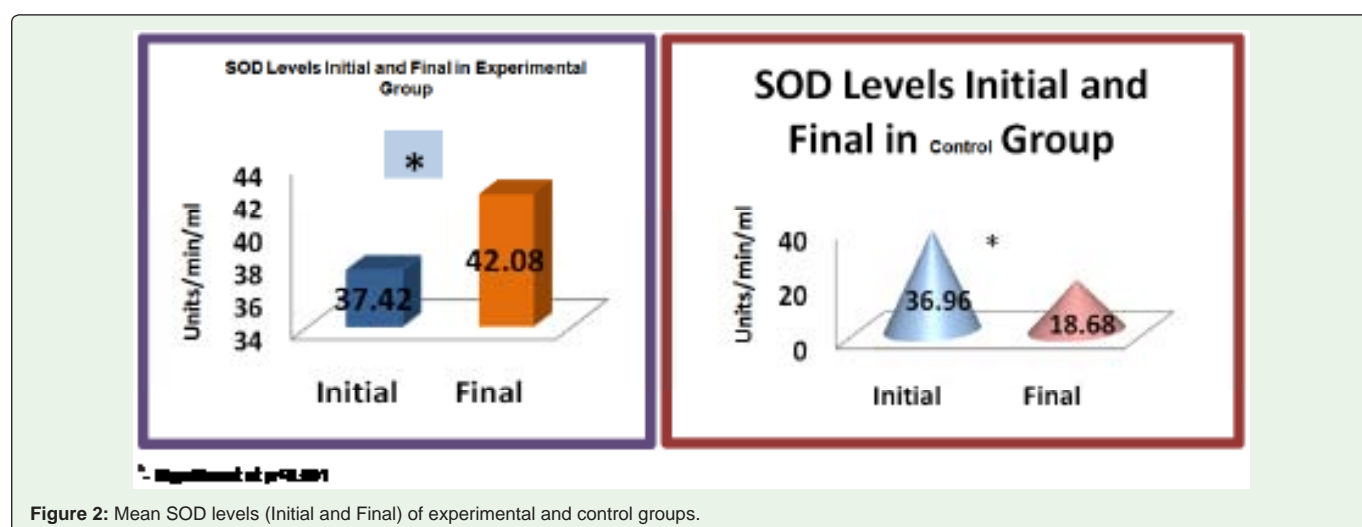 SOD Levels Initial and Final in Experimental
Group
*
44
42
40
38
36
34
Units/min/ml
37.42
42.08
Initial Final
SOD Levels Initial and
Final in Control Group
*
40
20
0
Units/min/ml
36.96
18.68
Initial Final
*- Significant at
Figure 2: Mean SOD levels (Initial and Final) of experimental and control groups.